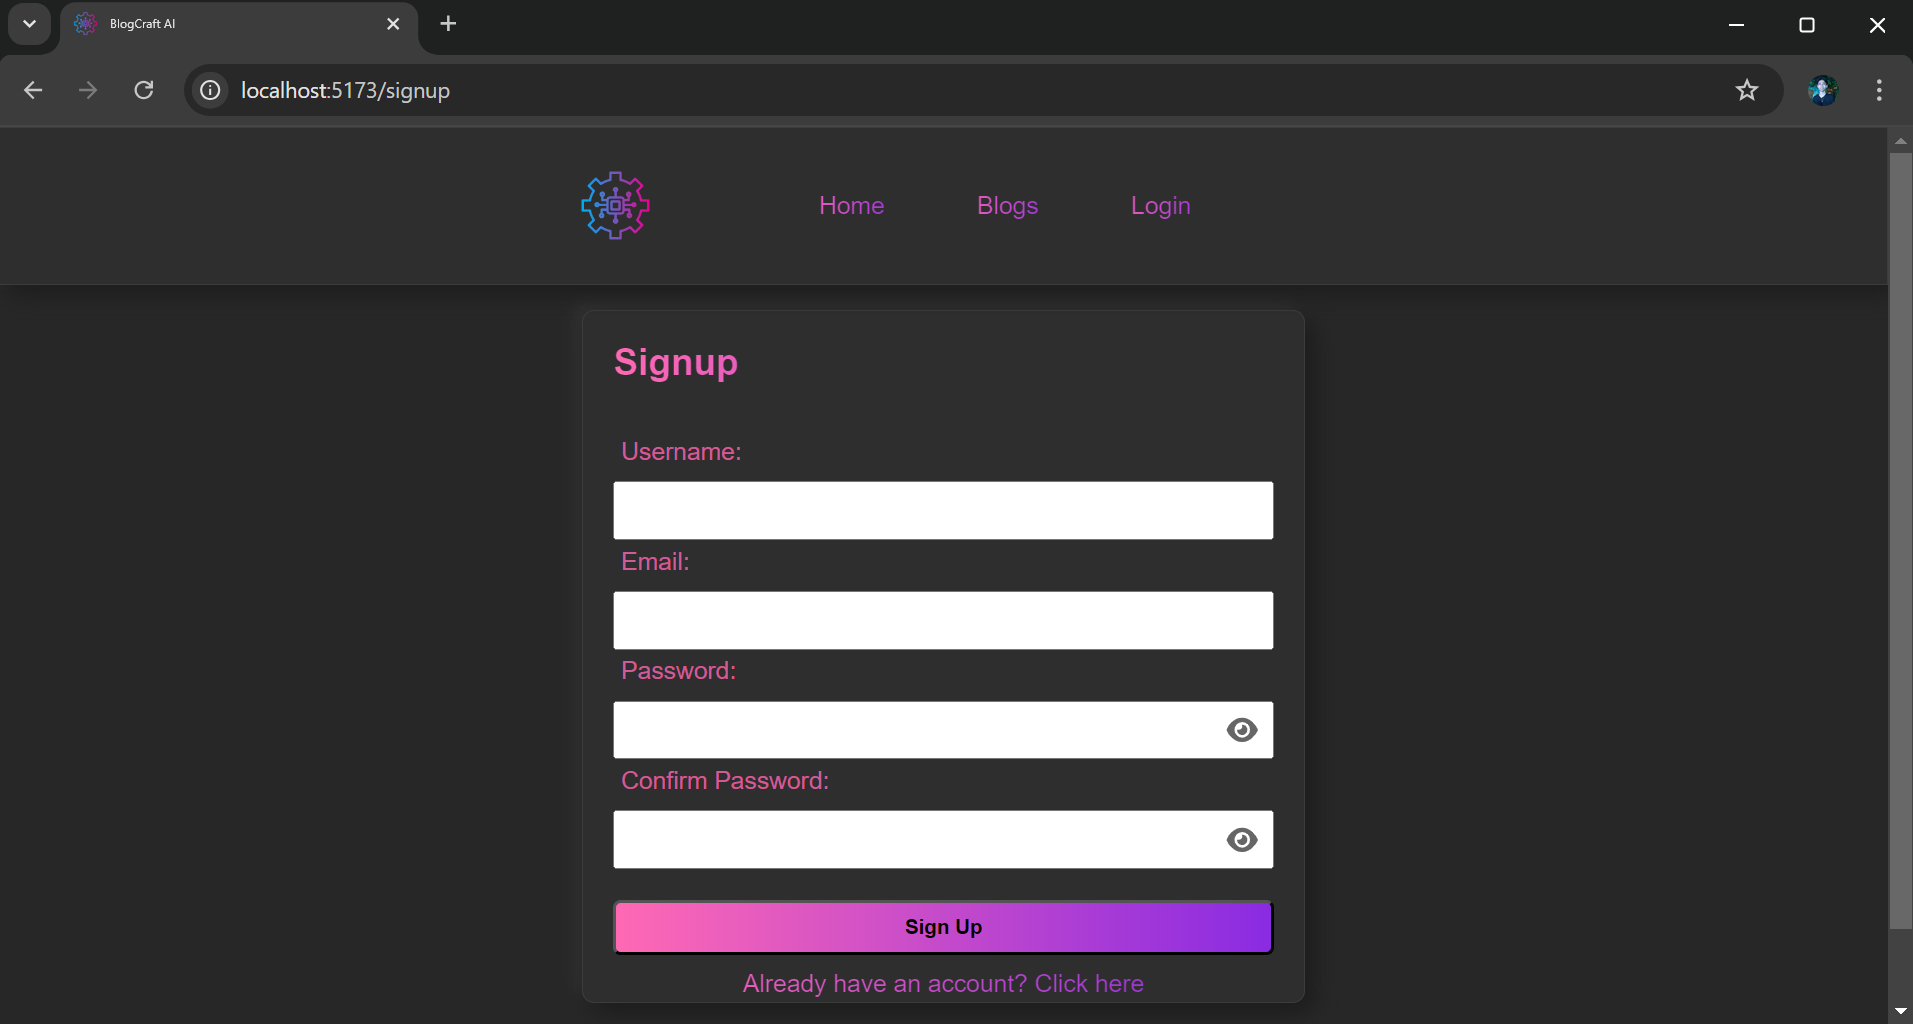 BlogCraft AI
localhost:5173/signup
Home Blogs Login
Signup
Username:
Email:
Password:
Confirm Password:
Sign Up
Already have an account? Click here